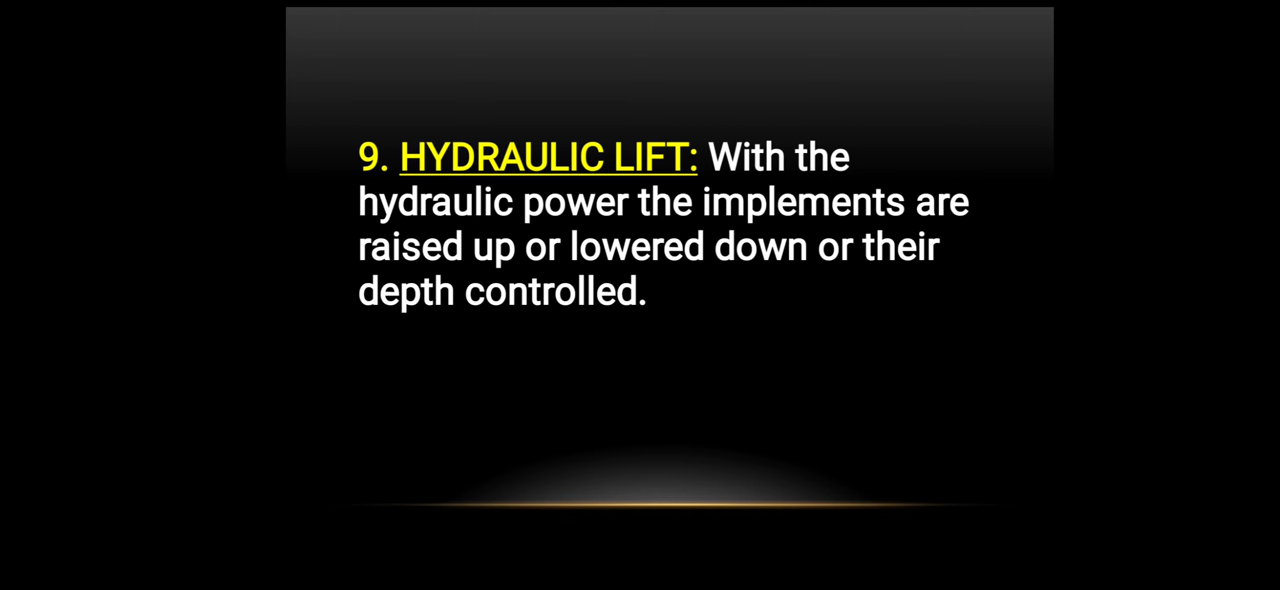 9. HYDRAULIC LIFT: With the
hydraulic power the implements are
raised up or lowered down or their
depth controlled.